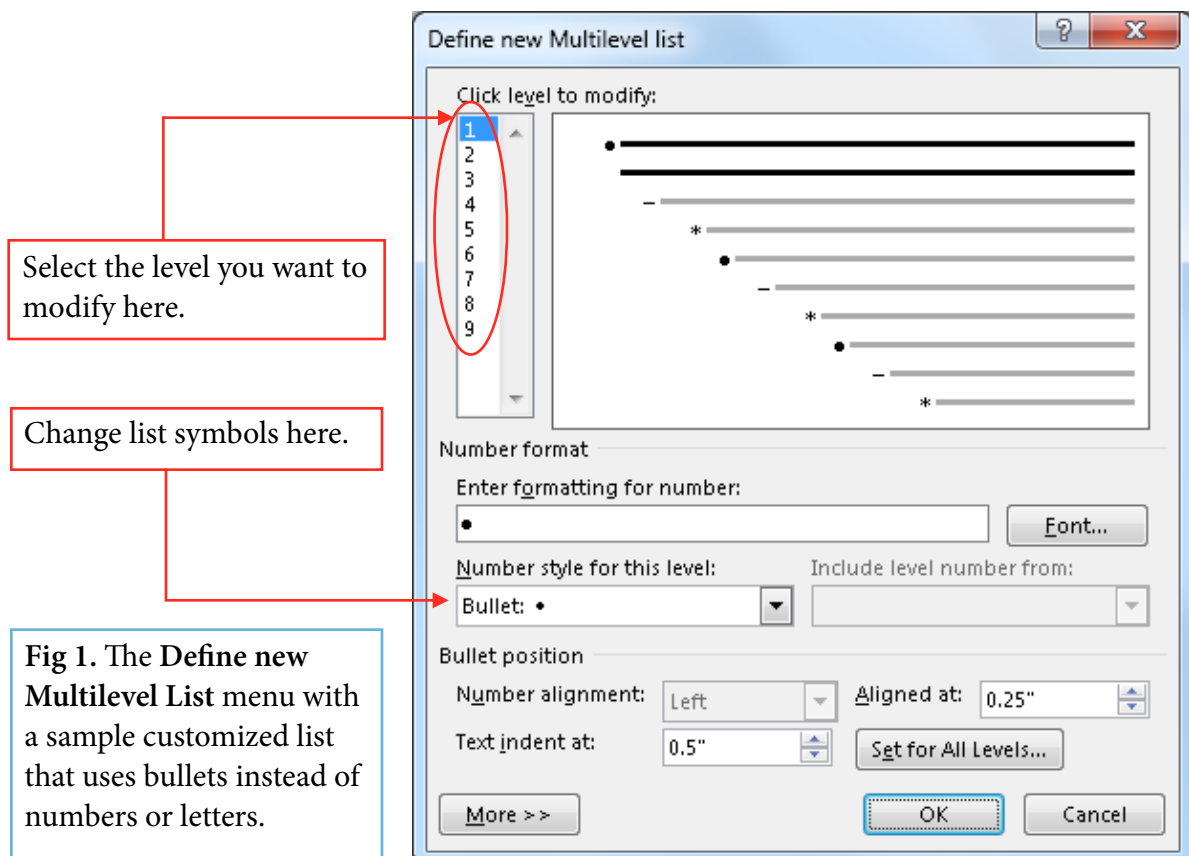 Define new Multilevel list
Click level to modify:
1
2
3
4
5
6
7
8
9
Select the level you want to
modify here.
Change list symbols here.
Number format
Enter formatting for number:
●
Font...
Number style for this level:
Include level number from:
Bullet: •
Bullet position
Number alignment:
Left
Aligned at:
0.25"
Text indent at:
0.5"
Set for All Levels...
More >>
OK
Cancel
Fig 1. The Define new
Multilevel List menu with
a sample customized list
that uses bullets instead of
numbers or letters.